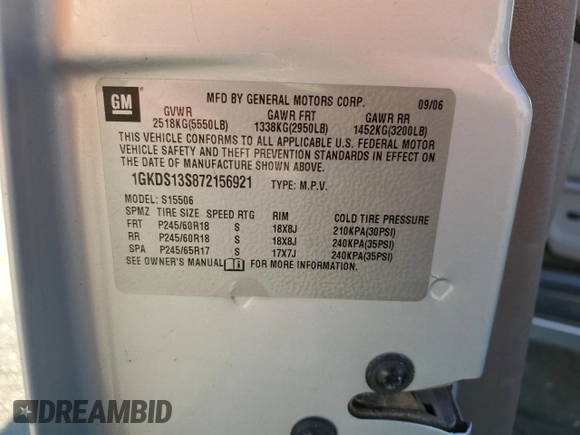 GM
MFD BY GENERAL MOTORS CORP. 09/06
GVWR GAWR FRT GAWR RR
2518KG(5550LB) 1338KG(2950LB) 1452KG(3200LB)
THIS VEHICLE CONFORMS TO ALL APPLICABLE U.S. FEDERAL MOTOR
VEHICLE SAFETY AND THEFT PREVENTION STANDARDS IN EFFECT ON
THE DATE OF MANUFACTURE SHOWN ABOVE.
1GKDS13S872156921 TYPE: M.P.V.
MODEL: S15506
SPMZ TIRE SIZE SPEED RTG RIM COLD TIRE PRESSURE
FRT P245/60R18 S 18X8J 210KPA(30PSI)
RR P245/60R18 S 18X8J 240KPA(35PSI)
SPA P245/65R17 S 17X7J 240KPA(35PSI)
SEE OWNER'S MANUAL FOR MORE INFORMATION.
DREAMBID